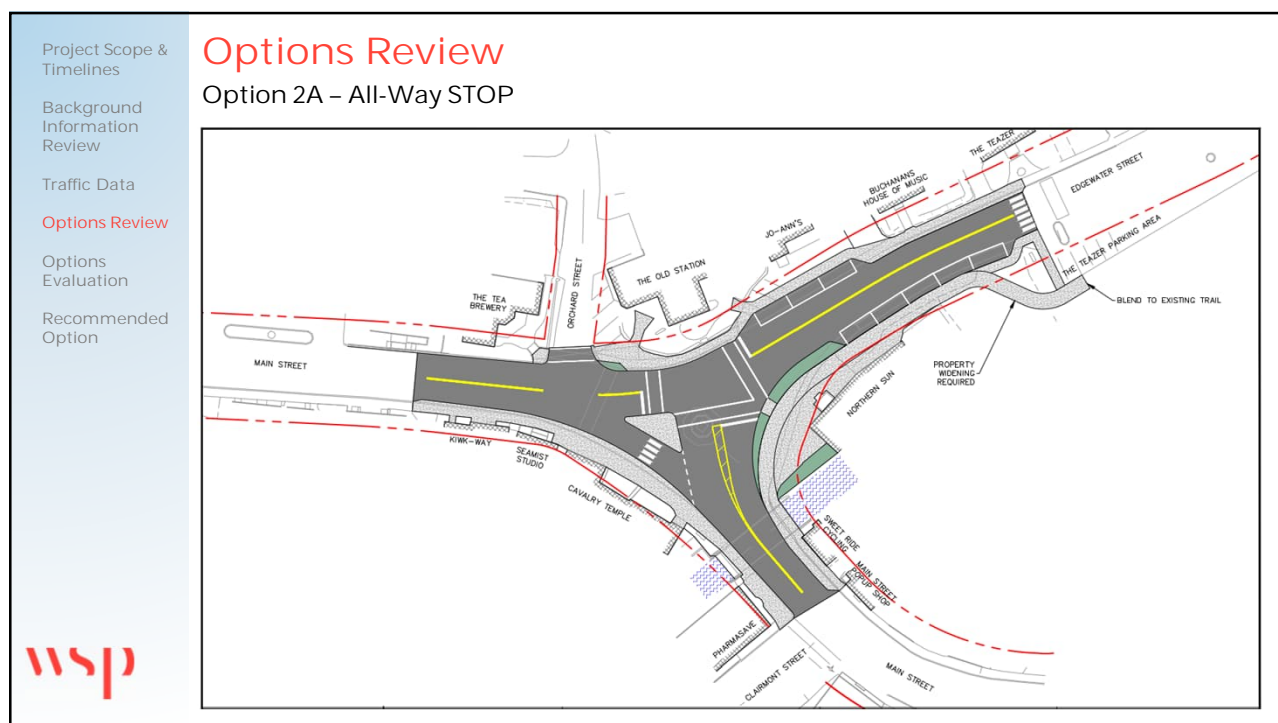 Project Scope &
Timelines
Background
Information
Review
Traffic Data
Options Review
Options
Evaluation
Recommended
Option
wsp
Options Review
Option 2A – All-Way STOP
THE TEAZER
EDGEWATER STREET
BUCHANANS
HOUSE OF MUSIC
JO-ANN'S
THE TEAZER PARKING AREA
ORCHARD STREET
THE OLD STATION
THE TEA
BREWERY
BLEND TO EXISTING TRAIL
MAIN STREET
PROPERTY
WIDENING
REQUIRED
NORTHERN SUN
KIWK-WAY
SEAMIST
STUDIO
CAVALRY TEMPLE
SWEET RIDE
CYCLING
MAIN STREET
POPUP SHOP
PHARMASAVE
CLAIRMONT STREET
MAIN STREET